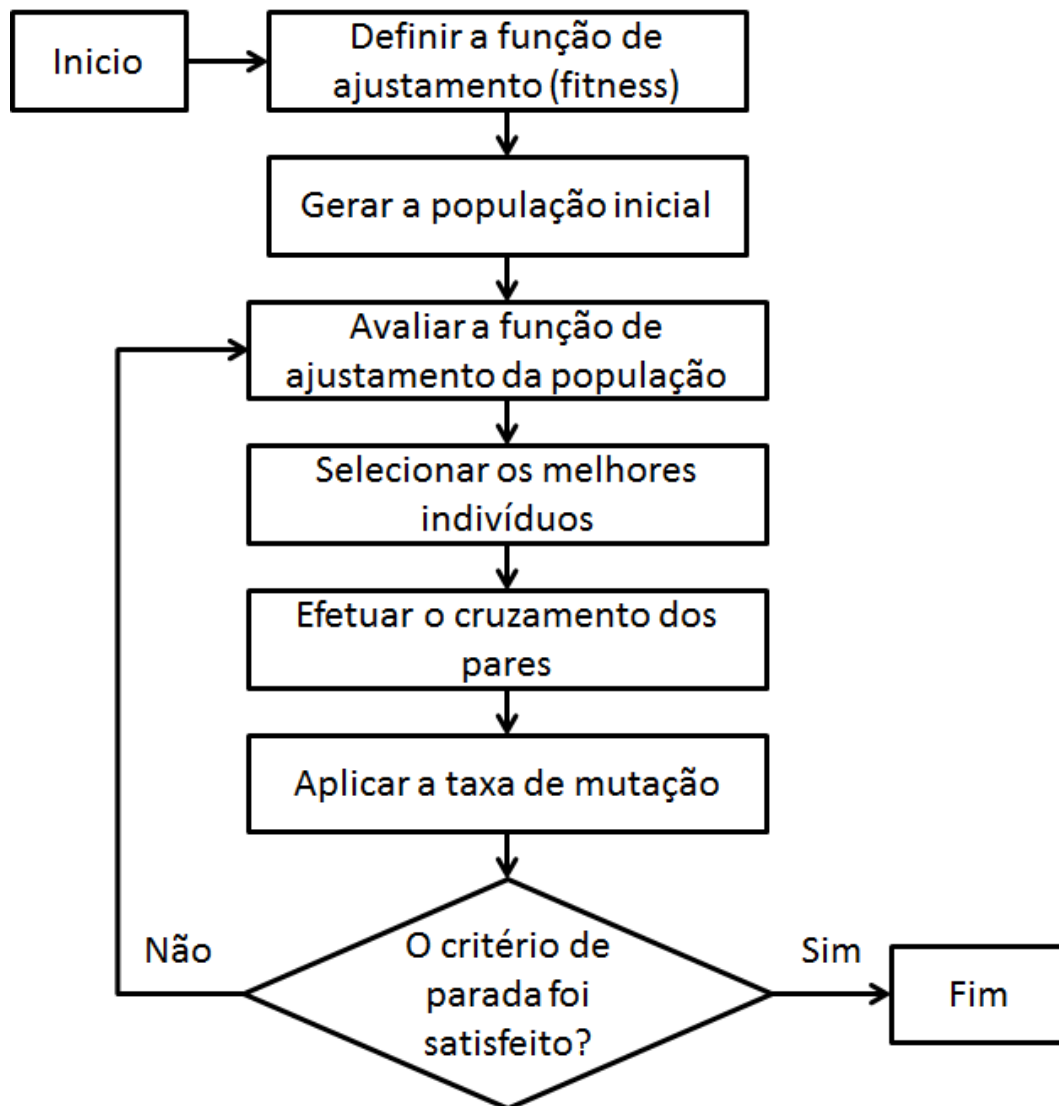 Inicio
Definir a função de
ajustamento (fitness)
Gerar a população inicial
Avaliar a função de
ajustamento da população
Selecionar os melhores
indivíduos
Efetuar o cruzamento dos
pares
Aplicar a taxa de mutação
Não
O critério de
parada foi
satisfeito?
Sim
Fim